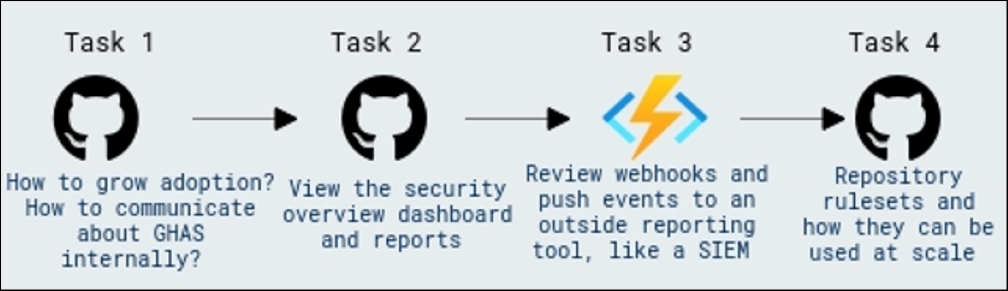 Task 1
How to grow adoption?
How to communicate
about GHAS
internally?
Task 2
View the security
overview dashboard
and reports
Task 3
Review webhooks and
push events to an
outside reporting
tool, like a SIEM
Task 4
Repository
rulesets and
how they can be
used at scale